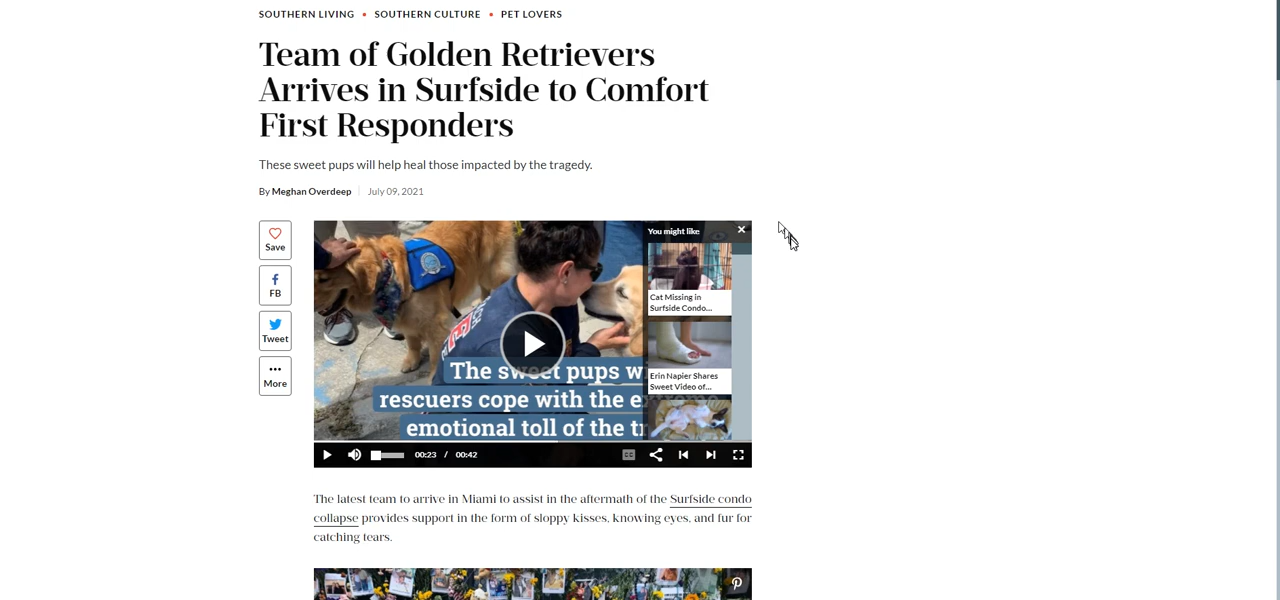 SOUTHERN LIVING • SOUTHERN CULTURE • PET LOVERS
Team of Golden Retrievers
Arrives in Surfside to Comfort
First Responders
These sweet pups will help heal those impacted by the tragedy.
By Meghan Overdeep | July 09, 2021
Save
FB
Tweet
More
You might like
Cat Missing in
Surfside Condo...
Erin Napier Shares
Sweet Video of...
The sweet pups w
rescuers cope with the extreme
emotional toll of the tr
00:23 / 00:42
CC
The latest team to arrive in Miami to assist in the aftermath of the Surfside condo
collapse provides support in the form of sloppy kisses, knowing eyes, and fur for
catching tears.